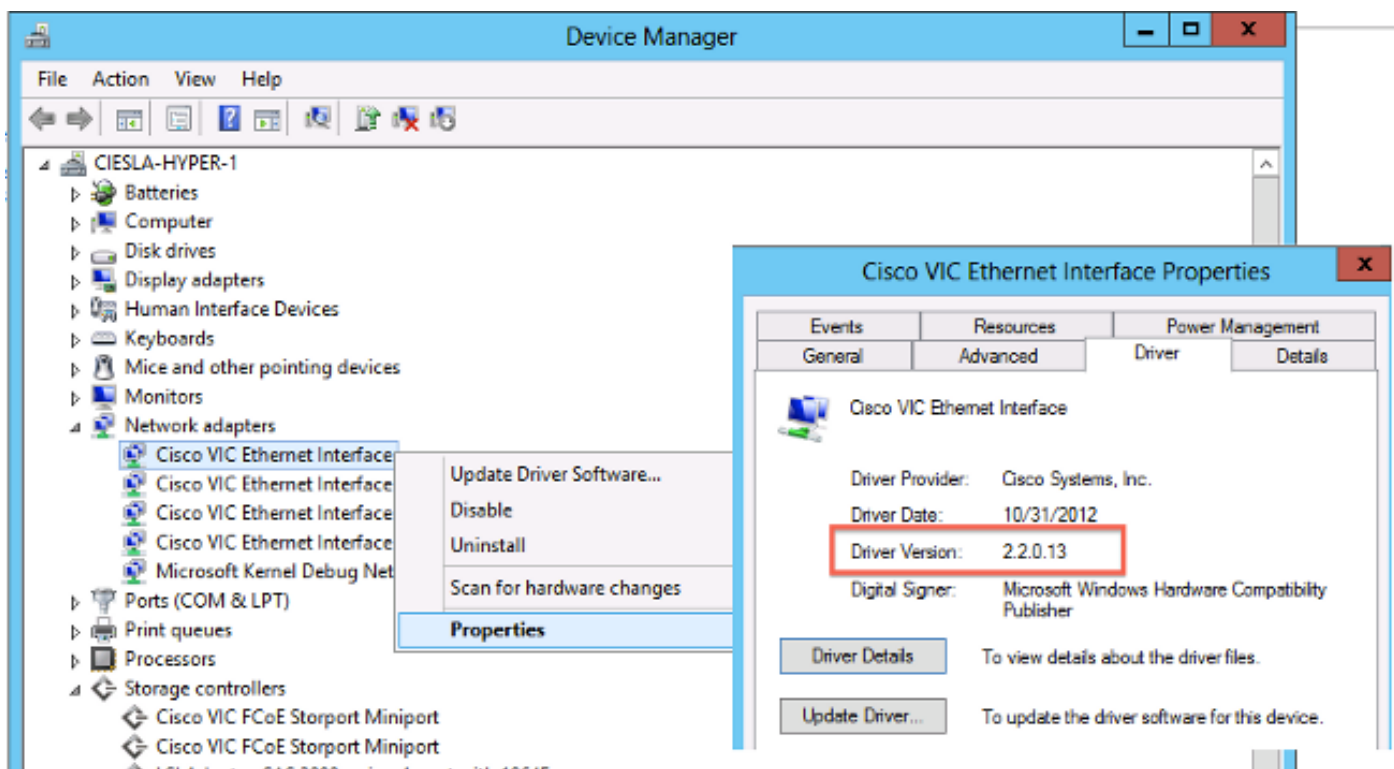 Device Manager
File Action View Help
CIESLA-HYPER-1
Batteries
Computer
Disk drives
Display adapters
Human Interface Devices
Keyboards
Mice and other pointing devices
Monitors
Network adapters
Cisco VIC Ethernet Interface
Cisco VIC Ethernet Interface
Cisco VIC Ethernet Interface
Cisco VIC Ethernet Interface
Microsoft Kernel Debug Net
Ports (COM & LPT)
Print queues
Processors
Storage controllers
Cisco VIC FCoE Storport Miniport
Cisco VIC FCoE Storport Miniport
Update Driver Software...
Disable
Uninstall
Scan for hardware changes
Properties
Cisco VIC Ethernet Interface Properties
Events Resources Power Management
General Advanced Driver Details
Cisco VIC Ethernet Interface
Driver Provider: Cisco Systems, Inc.
Driver Date: 10/31/2012
Driver Version: 2.2.0.13
Digital Signer: Microsoft Windows Hardware Compatibility
Publisher
Driver Details To view details about the driver files.
Update Driver... To update the driver software for this device.